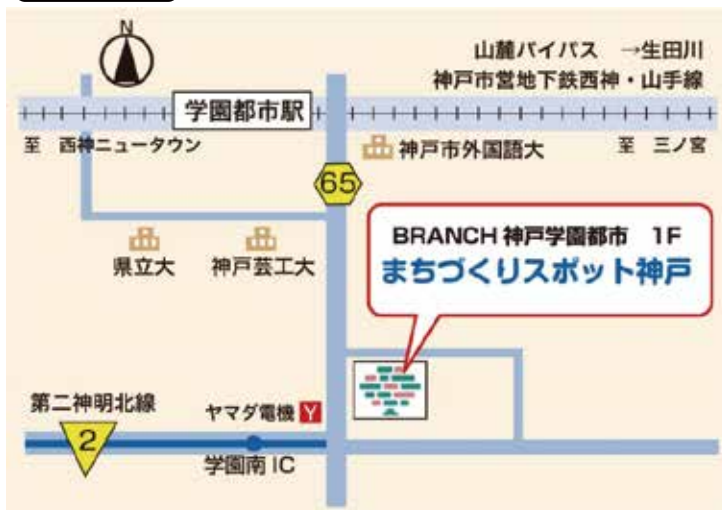 N
山麓バイパス →生田川
神戸市営地下鉄西神・山手線
学園都市駅
至 西神ニュータウン
神戸市外国語大
至 三ノ宮
65
県立大
神戸芸工大
BRANCH 神戸学園都市 1F
まちづくりスポット神戸
第二神明北線
2
ヤマダ電機 Y
学園南 IC